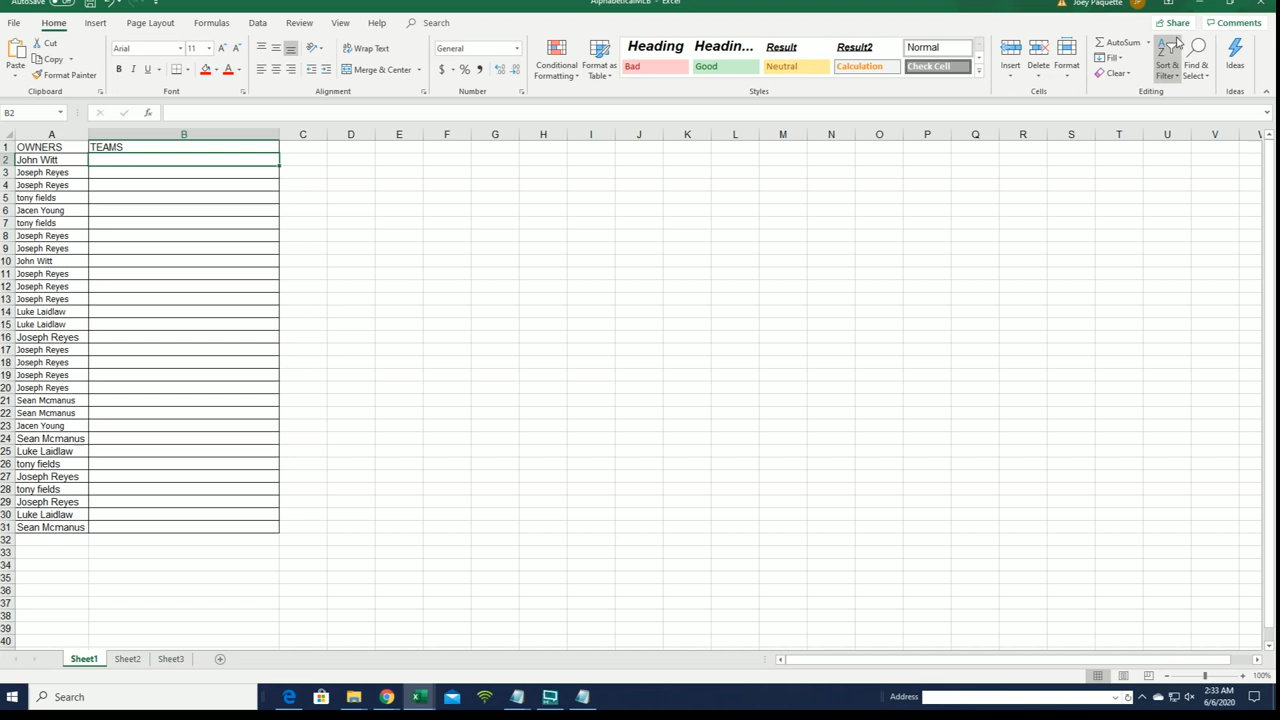 AutoSave Off AlphabeticalMLB - Excel Joey Paquette JP
File Home Insert Page Layout Formulas Data Review View Help Search Share Comments
Paste Cut Copy Format Painter Clipboard
Arial 11 B I U A Font
Wrap Text Merge & Center Alignment
General $ % , Number
Conditional Formatting Format as Table
Heading Headin... Result Result2 Normal
Bad Good Neutral Calculation Check Cell
Styles
Insert Delete Format Cells
AutoSum Fill Clear Sort & Filter Find & Select Editing
Ideas Ideas
B2 fx
A B C D E F G H I J K L M N O P Q R S T U V
1 OWNERS TEAMS
2 John Witt
3 Joseph Reyes
4 Joseph Reyes
5 tony fields
6 Jacen Young
7 tony fields
8 Joseph Reyes
9 Joseph Reyes
10 John Witt
11 Joseph Reyes
12 Joseph Reyes
13 Joseph Reyes
14 Luke Laidlaw
15 Luke Laidlaw
16 Joseph Reyes
17 Joseph Reyes
18 Joseph Reyes
19 Joseph Reyes
20 Joseph Reyes
21 Sean Mcmanus
22 Sean Mcmanus
23 Jacen Young
24 Sean Mcmanus
25 Luke Laidlaw
26 tony fields
27 Joseph Reyes
28 tony fields
29 Joseph Reyes
30 Luke Laidlaw
31 Sean Mcmanus
32
33
34
35
36
37
38
39
40
Sheet1 Sheet2 Sheet3
100%
Search Address 2:33 AM
6/6/2020